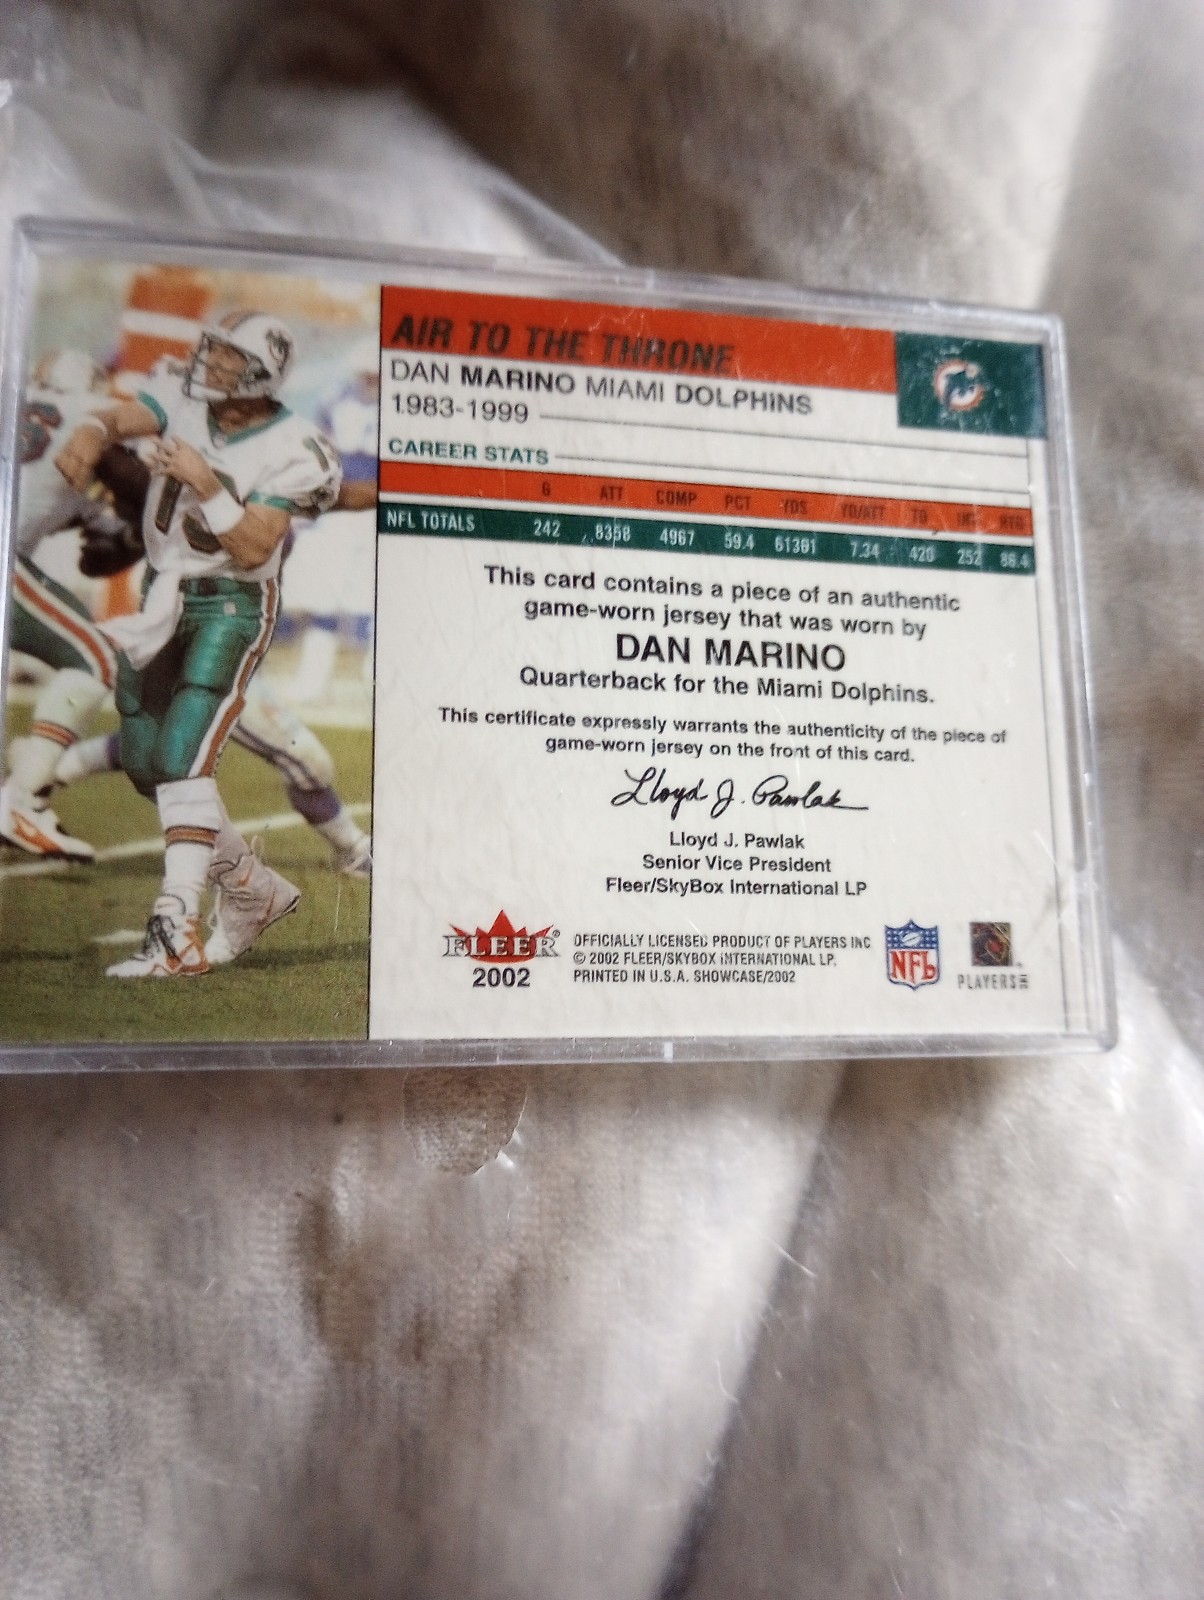 AIR TO THE THRONE
DAN MARINO MIAMI DOLPHINS
1983-1999
CAREER STATS
G ATT COMP PCT YDS YD/ATT TD INT RTG
NFL TOTALS 242 8358 4967 59.4 61361 7.34 420 252 86.4
This card contains a piece of an authentic
game-worn jersey that was worn by
DAN MARINO
Quarterback for the Miami Dolphins.
This certificate expressly warrants the authenticity of the piece of
game-worn jersey on the front of this card.
Lloyd J. Pawlak
Lloyd J. Pawlak
Senior Vice President
Fleer/SkyBox International LP
FLEER®
2002
OFFICIALLY LICENSED PRODUCT OF PLAYERS INC
© 2002 FLEER/SKYBOX INTERNATIONAL LP.
PRINTED IN U.S.A. SHOWCASE/2002
NFL
PLAYERS INC
13